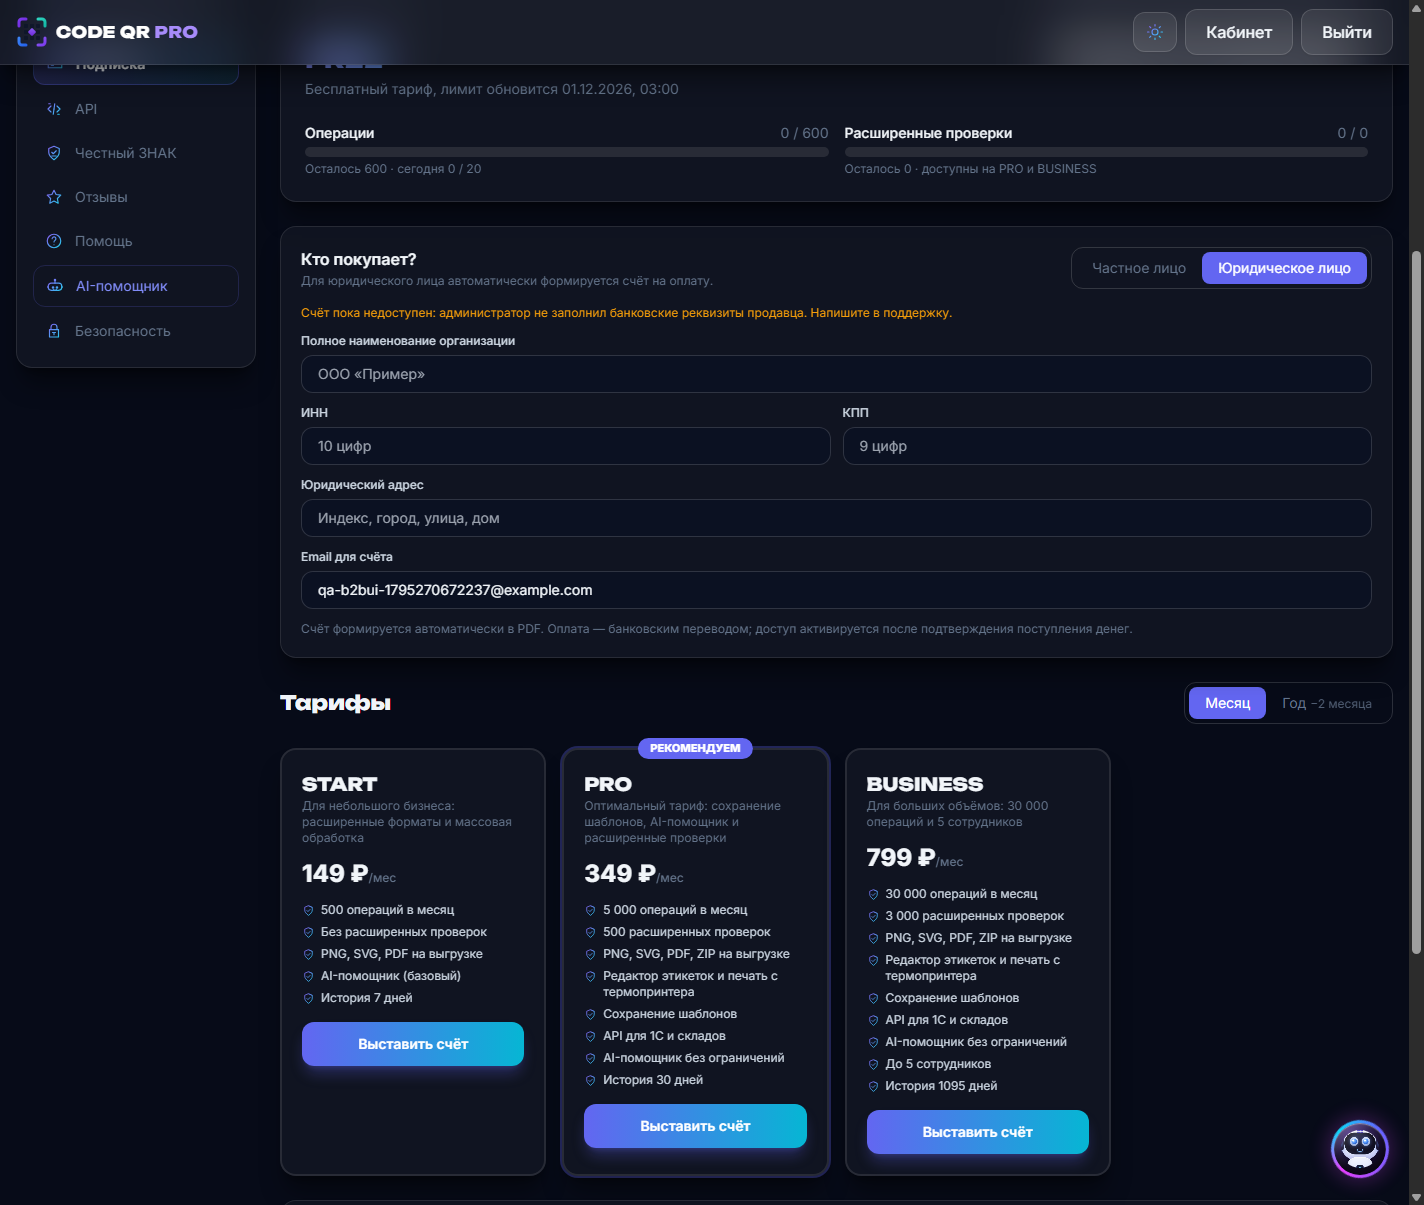 CODE QR PRO
Кабинет
Выйти
Подписка
API
Честный ЗНАК
Отзывы
Помощь
AI-помощник
Безопасность
FREE
Бесплатный тариф, лимит обновится 01.12.2026, 03:00
Операции
0 / 600
Осталось 600 · сегодня 0 / 20
Расширенные проверки
0 / 0
Осталось 0 · доступны на PRO и BUSINESS
Кто покупает?
Для юридического лица автоматически формируется счёт на оплату.
Частное лицо
Юридическое лицо
Счёт пока недоступен: администратор не заполнил банковские реквизиты продавца. Напишите в поддержку.
Полное наименование организации
ООО «Пример»
ИНН
10 цифр
КПП
9 цифр
Юридический адрес
Индекс, город, улица, дом
Email для счёта
qa-b2bui-1795270672237@example.com
Счёт формируется автоматически в PDF. Оплата — банковским переводом; доступ активируется после подтверждения поступления денег.
Тарифы
Месяц
Год −2 месяца
START
Для небольшого бизнеса:
расширенные форматы и массовая
обработка
149 ₽/мес
500 операций в месяц
Без расширенных проверок
PNG, SVG, PDF на выгрузке
AI-помощник (базовый)
История 7 дней
Выставить счёт
РЕКОМЕНДУЕМ
PRO
Оптимальный тариф: сохранение
шаблонов, AI-помощник и
расширенные проверки
349 ₽/мес
5 000 операций в месяц
500 расширенных проверок
PNG, SVG, PDF, ZIP на выгрузке
Редактор этикеток и печать с
термопринтера
Сохранение шаблонов
API для 1С и складов
AI-помощник без ограничений
История 30 дней
Выставить счёт
BUSINESS
Для больших объёмов: 30 000
операций и 5 сотрудников
799 ₽/мес
30 000 операций в месяц
3 000 расширенных проверок
PNG, SVG, PDF, ZIP на выгрузке
Редактор этикеток и печать с
термопринтера
Сохранение шаблонов
API для 1С и складов
AI-помощник без ограничений
До 5 сотрудников
История 1095 дней
Выставить счёт